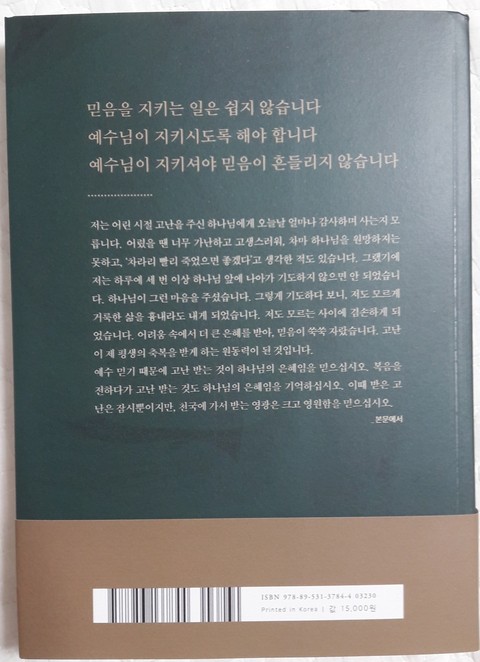 믿음을 지키는 일은 쉽지 않습니다
예수님이 지키시도록 해야 합니다
예수님이 지키셔야 믿음이 흔들리지 않습니다
저는 어린 시절 고난을 주신 하나님에게 오늘날 얼마나 감사하며 사는지 모
릅니다. 어렸을 땐 너무 가난하고 고생스러워, 차마 하나님을 원망하지는
못하고, '차라리 빨리 죽었으면 좋겠다'고 생각한 적도 있습니다. 그랬기에
저는 하루에 세 번 이상 하나님 앞에 나아가 기도하지 않으면 안 되었습니
다. 하나님이 그런 마음을 주셨습니다. 그렇게 기도하다 보니, 저도 모르게
거룩한 삶을 흉내라도 내게 되었습니다. 저도 모르는 사이에 겸손하게 되
었습니다. 어려움 속에서 더 큰 은혜를 받아, 믿음이 쑥쑥 자랐습니다. 고난
이 제 평생의 축복을 받게 하는 원동력이 된 것입니다.
예수 믿기 때문에 고난 받는 것이 하나님의 은혜임을 믿으십시오. 복음을
전하다가 고난 받는 것도 하나님의 은혜임을 기억하십시오. 이때 받은 고
난은 잠시뿐이지만, 천국에 가서 받는 영광은 크고 영원함을 믿으십시오.
_본문에서
ISBN 978-89-531-3784-4 03230
Printed in Korea | 값 15,000원